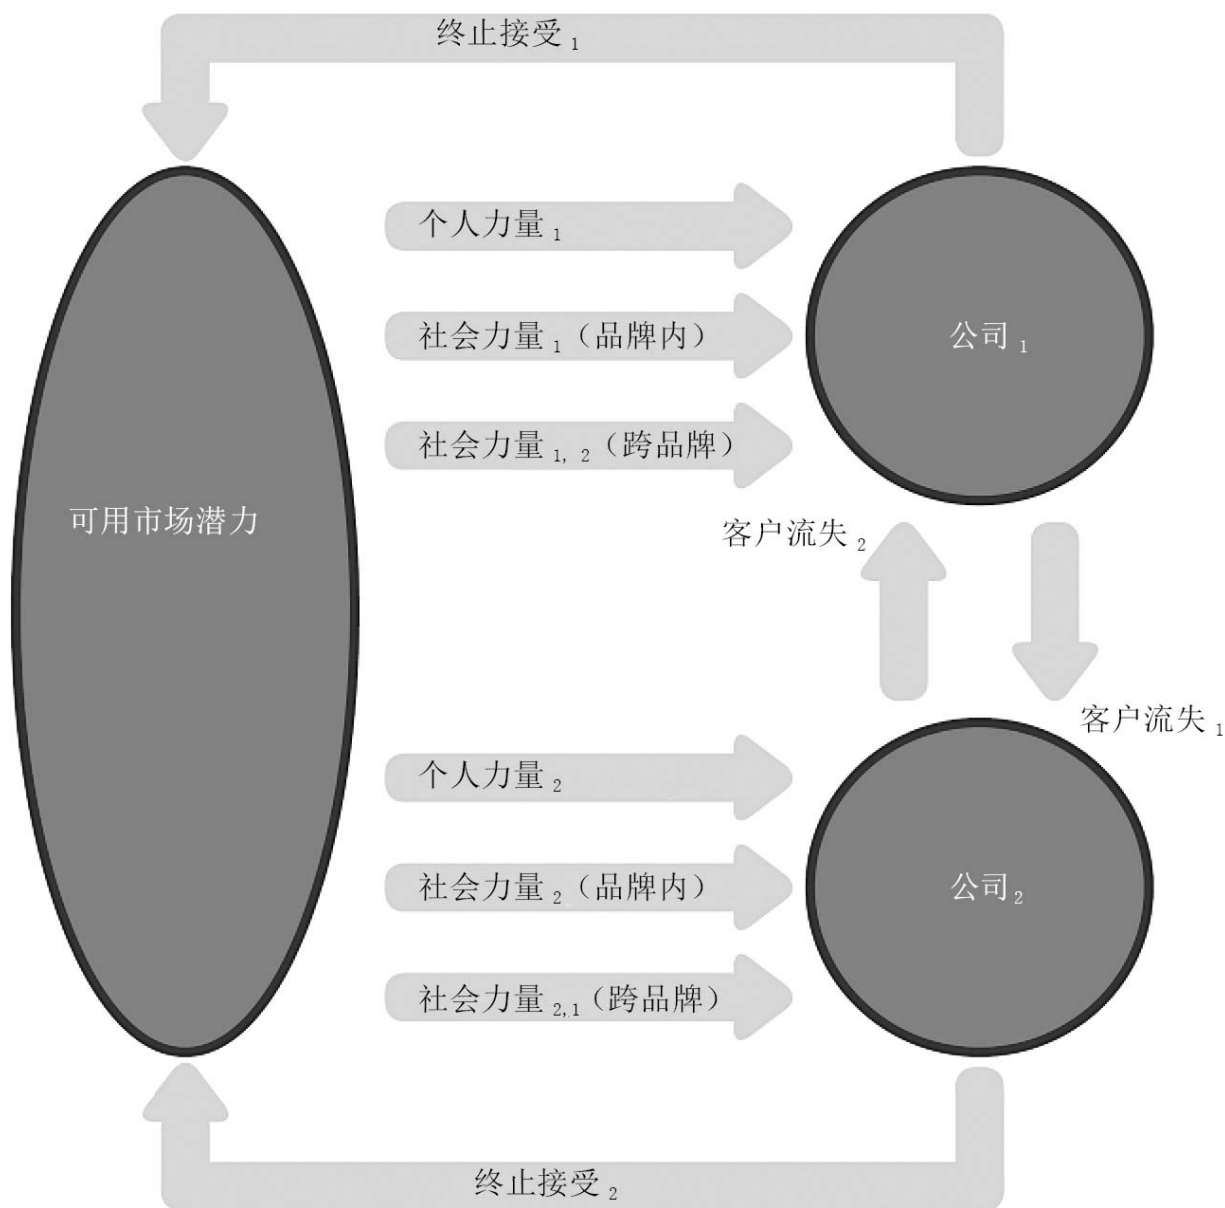 终止接受 1
个人力量 1
社会力量 1（品牌内）
社会力量 1, 2（跨品牌）
公司 1
可用市场潜力
客户流失 2
客户流失 1
个人力量 2
社会力量 2（品牌内）
社会力量 2,1（跨品牌）
公司 2
终止接受 2